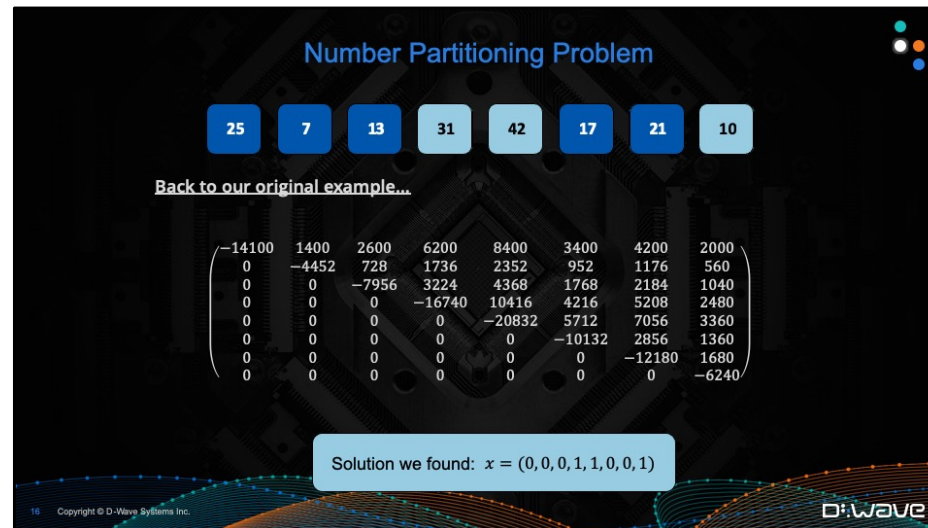 Number Partitioning Problem
25 7 13 31 42 17 21 10
Back to our original example...
−14100 1400 2600 6200 8400 3400 4200 2000
0 −4452 728 1736 2352 952 1176 560
0 0 −7956 3224 4368 1768 2184 1040
0 0 0 −16740 10416 4216 5208 2480
0 0 0 0 −20832 5712 7056 3360
0 0 0 0 0 −10132 2856 1360
0 0 0 0 0 0 −12180 1680
0 0 0 0 0 0 0 −6240
Solution we found: x = (0, 0, 0, 1, 1, 0, 0, 1)
16 Copyright © D-Wave Systems Inc.
D:wave